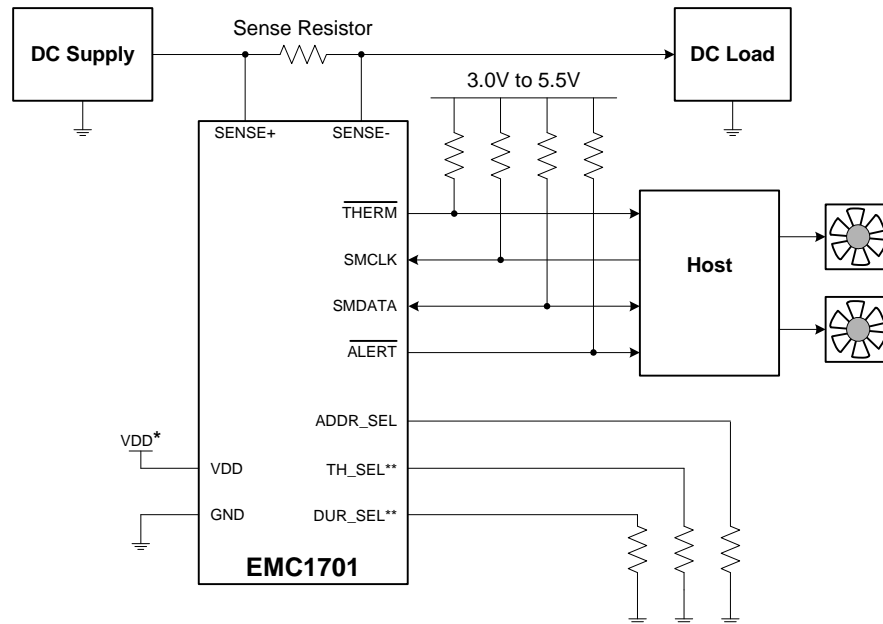 Sense Resistor
DC Supply
DC Load
3.0V to 5.5V
SENSE+ SENSE-
THERM
SMCLK
Host
SMDATA
ALERT
ADDR_SEL
VDD*
VDD TH_SEL**
GND DUR_SEL**
EMC1701